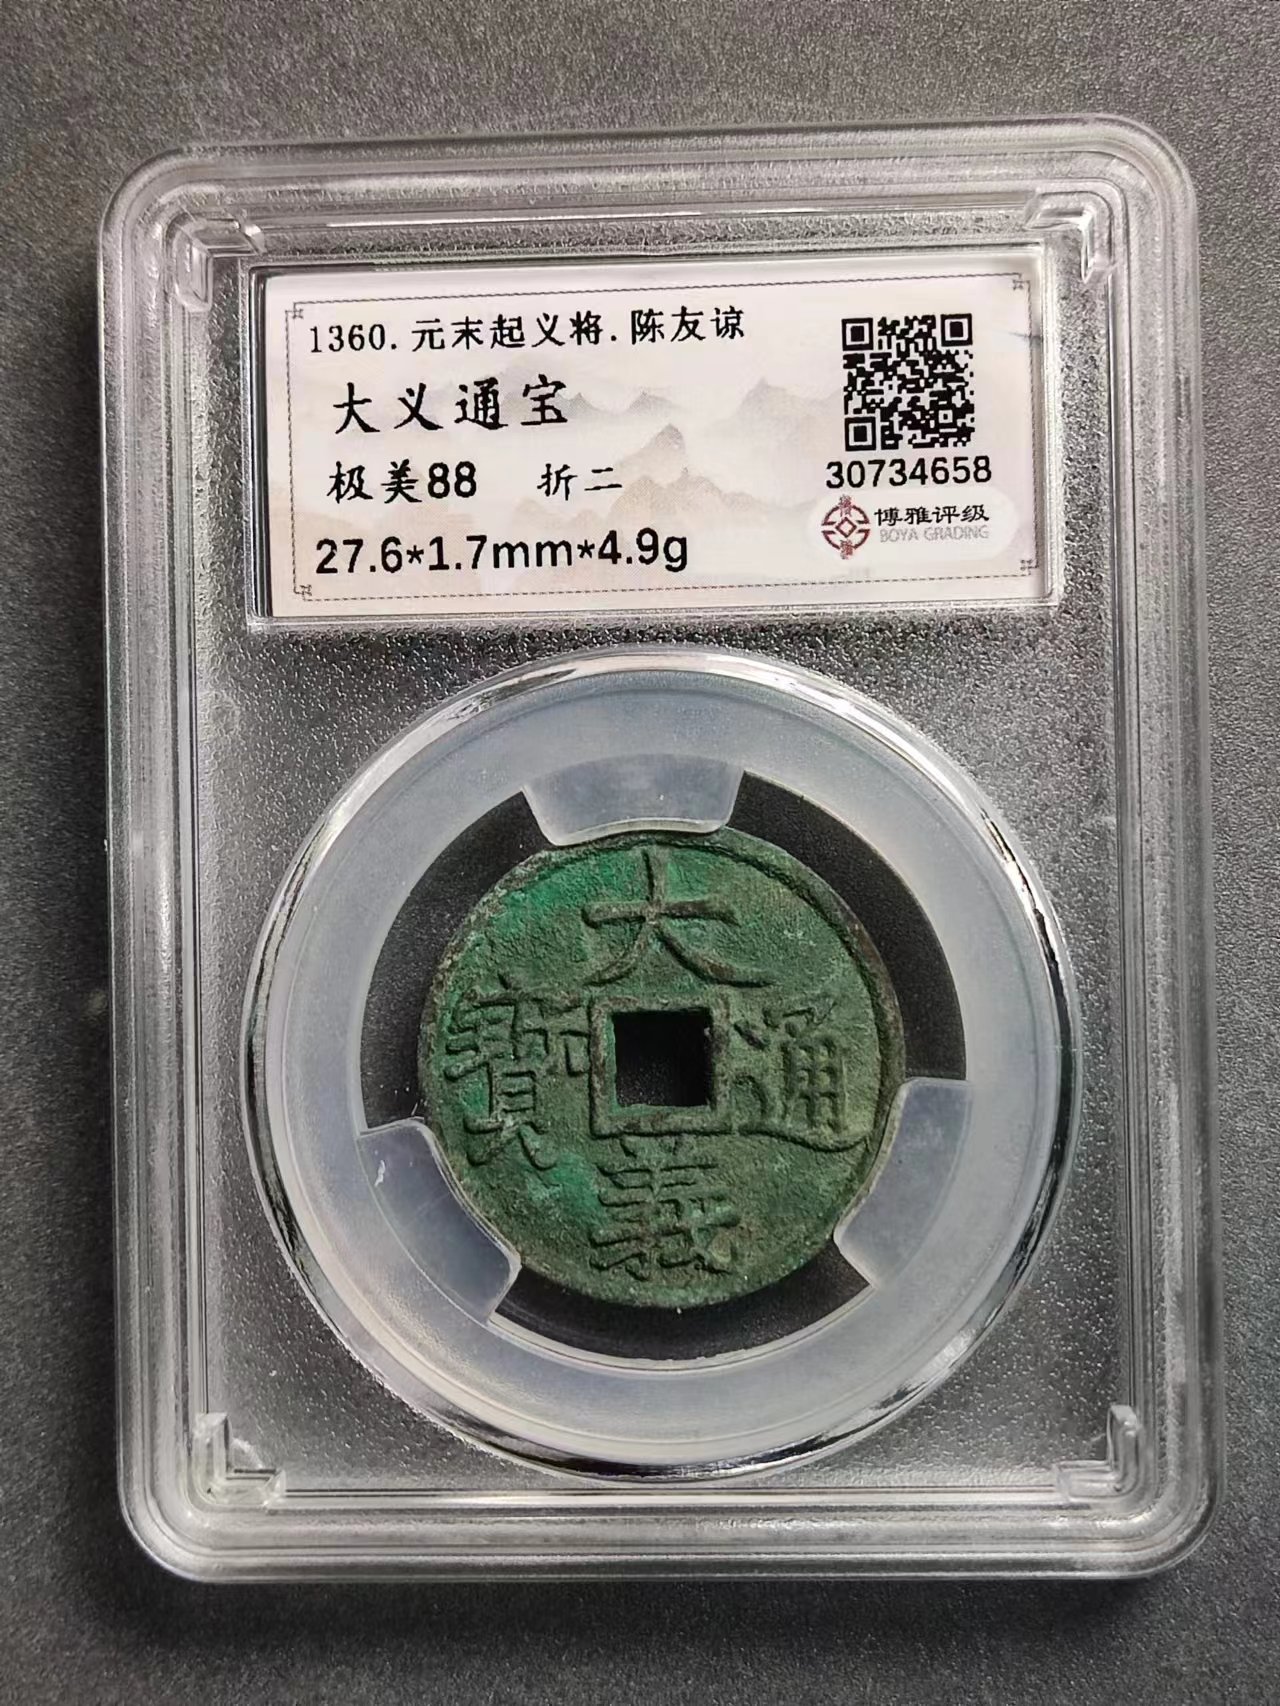 1360.元末起义将.陈友谅
大义通宝
极美88 折二
27.6*1.7mm*4.9g
30734658
博雅评级
BOYA GRADING
大義通寶